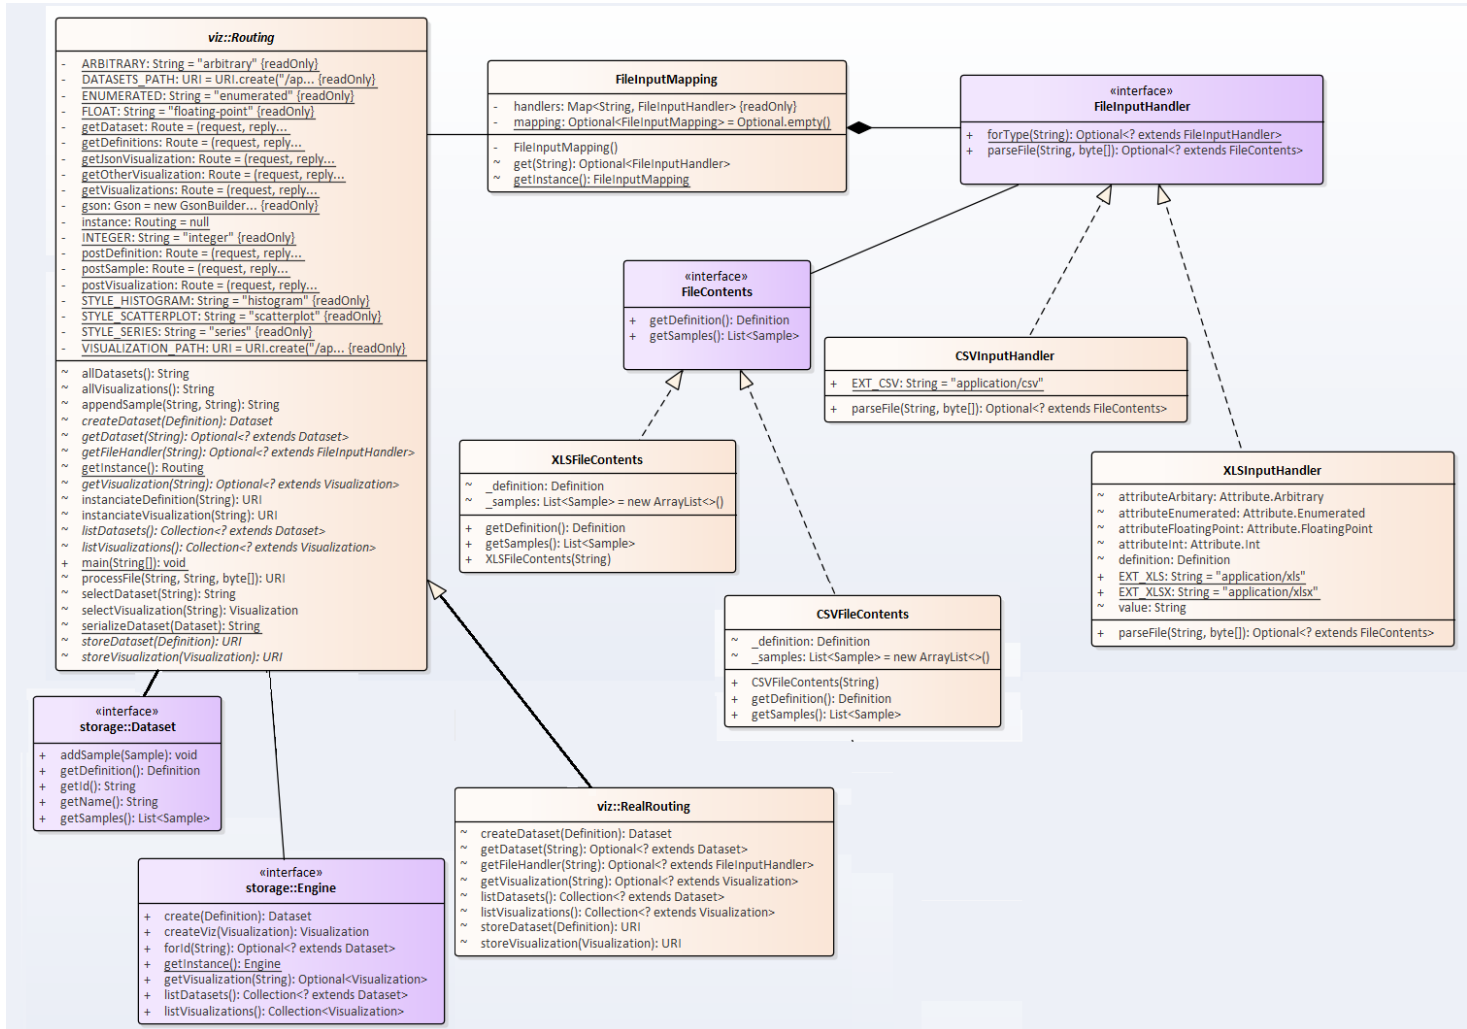 viz::Routing
- ARBITRARY: String = "arbitrary" {readOnly}
- DATASETS_PATH: URI = URI.create("/ap... {readOnly}
- ENUMERATED: String = "enumerated" {readOnly}
- FLOAT: String = "floating-point" {readOnly}
- getDataset: Route = (request, reply...
- getDefinitions: Route = (request, reply...
- getJsonVisualization: Route = (request, reply...
- getOtherVisualization: Route = (request, reply...
- getVisualizations: Route = (request, reply...
- gson: Gson = new GsonBuilder... {readOnly}
- instance: Routing = null
- INTEGER: String = "integer" {readOnly}
- postDefinition: Route = (request, reply...
- postSample: Route = (request, reply...
- postVisualization: Route = (request, reply...
- STYLE_HISTOGRAM: String = "histogram" {readOnly}
- STYLE_SCATTERPLOT: String = "scatterplot" {readOnly}
- STYLE_SERIES: String = "series" {readOnly}
- VISUALIZATION_PATH: URI = URI.create("/ap... {readOnly}
~ allDatasets(): String
~ allVisualizations(): String
~ appendSample(String, String): String
~ createDataset(Definition): Dataset
~ getDataset(String): Optional<? extends Dataset>
~ getFileHandler(String): Optional<? extends FileInputHandler>
~ getInstance(): Routing
~ getVisualization(String): Optional<? extends Visualization>
~ instanciateDefinition(String): URI
~ instanciateVisualization(String): URI
~ listDatasets(): Collection<? extends Dataset>
~ listVisualizations(): Collection<? extends Visualization>
+ main(String[]): void
~ processFile(String, String, byte[]): URI
~ selectDataset(String): String
~ selectVisualization(String): Visualization
~ serializeDataset(Dataset): String
~ storeDataset(Definition): URI
~ storeVisualization(Visualization): URI
FileInputMapping
- handlers: Map<String, FileInputHandler> {readOnly}
- mapping: Optional<FileInputMapping> = Optional.empty()
- FileInputMapping()
~ get(String): Optional<FileInputHandler>
~ getInstance(): FileInputMapping
«interface»
FileInputHandler
+ forType(String): Optional<? extends FileInputHandler>
+ parseFile(String, byte[]): Optional<? extends FileContents>
«interface»
FileContents
+ getDefinition(): Definition
+ getSamples(): List<Sample>
CSVInputHandler
+ EXT_CSV: String = "application/csv"
+ parseFile(String, byte[]): Optional<? extends FileContents>
XLSFileContents
~ _definition: Definition
~ _samples: List<Sample> = new ArrayList<>()
+ getDefinition(): Definition
+ getSamples(): List<Sample>
+ XLSFileContents(String)
XLSInputHandler
~ attributeArbitary: Attribute.Arbitrary
~ attributeEnumerated: Attribute.Enumerated
~ attributeFloatingPoint: Attribute.FloatingPoint
~ attributeInt: Attribute.Int
~ definition: Definition
+ EXT_XLS: String = "application/xls"
+ EXT_XLSX: String = "application/xlsx"
~ value: String
+ parseFile(String, byte[]): Optional<? extends FileContents>
CSVFileContents
~ _definition: Definition
~ _samples: List<Sample> = new ArrayList<>()
+ CSVFileContents(String)
+ getDefinition(): Definition
+ getSamples(): List<Sample>
«interface»
storage::Dataset
+ addSample(Sample): void
+ getDefinition(): Definition
+ getId(): String
+ getName(): String
+ getSamples(): List<Sample>
viz::RealRouting
~ createDataset(Definition): Dataset
~ getDataset(String): Optional<? extends Dataset>
~ getFileHandler(String): Optional<? extends FileInputHandler>
~ getVisualization(String): Optional<? extends Visualization>
~ listDatasets(): Collection<? extends Dataset>
~ listVisualizations(): Collection<? extends Visualization>
~ storeDataset(Definition): URI
~ storeVisualization(Visualization): URI
«interface»
storage::Engine
+ create(Definition): Dataset
+ createViz(Visualization): Visualization
+ forId(String): Optional<? extends Dataset>
+ getInstance(): Engine
+ getVisualization(String): Optional<Visualization>
+ listDatasets(): Collection<? extends Dataset>
+ listVisualizations(): Collection<Visualization>